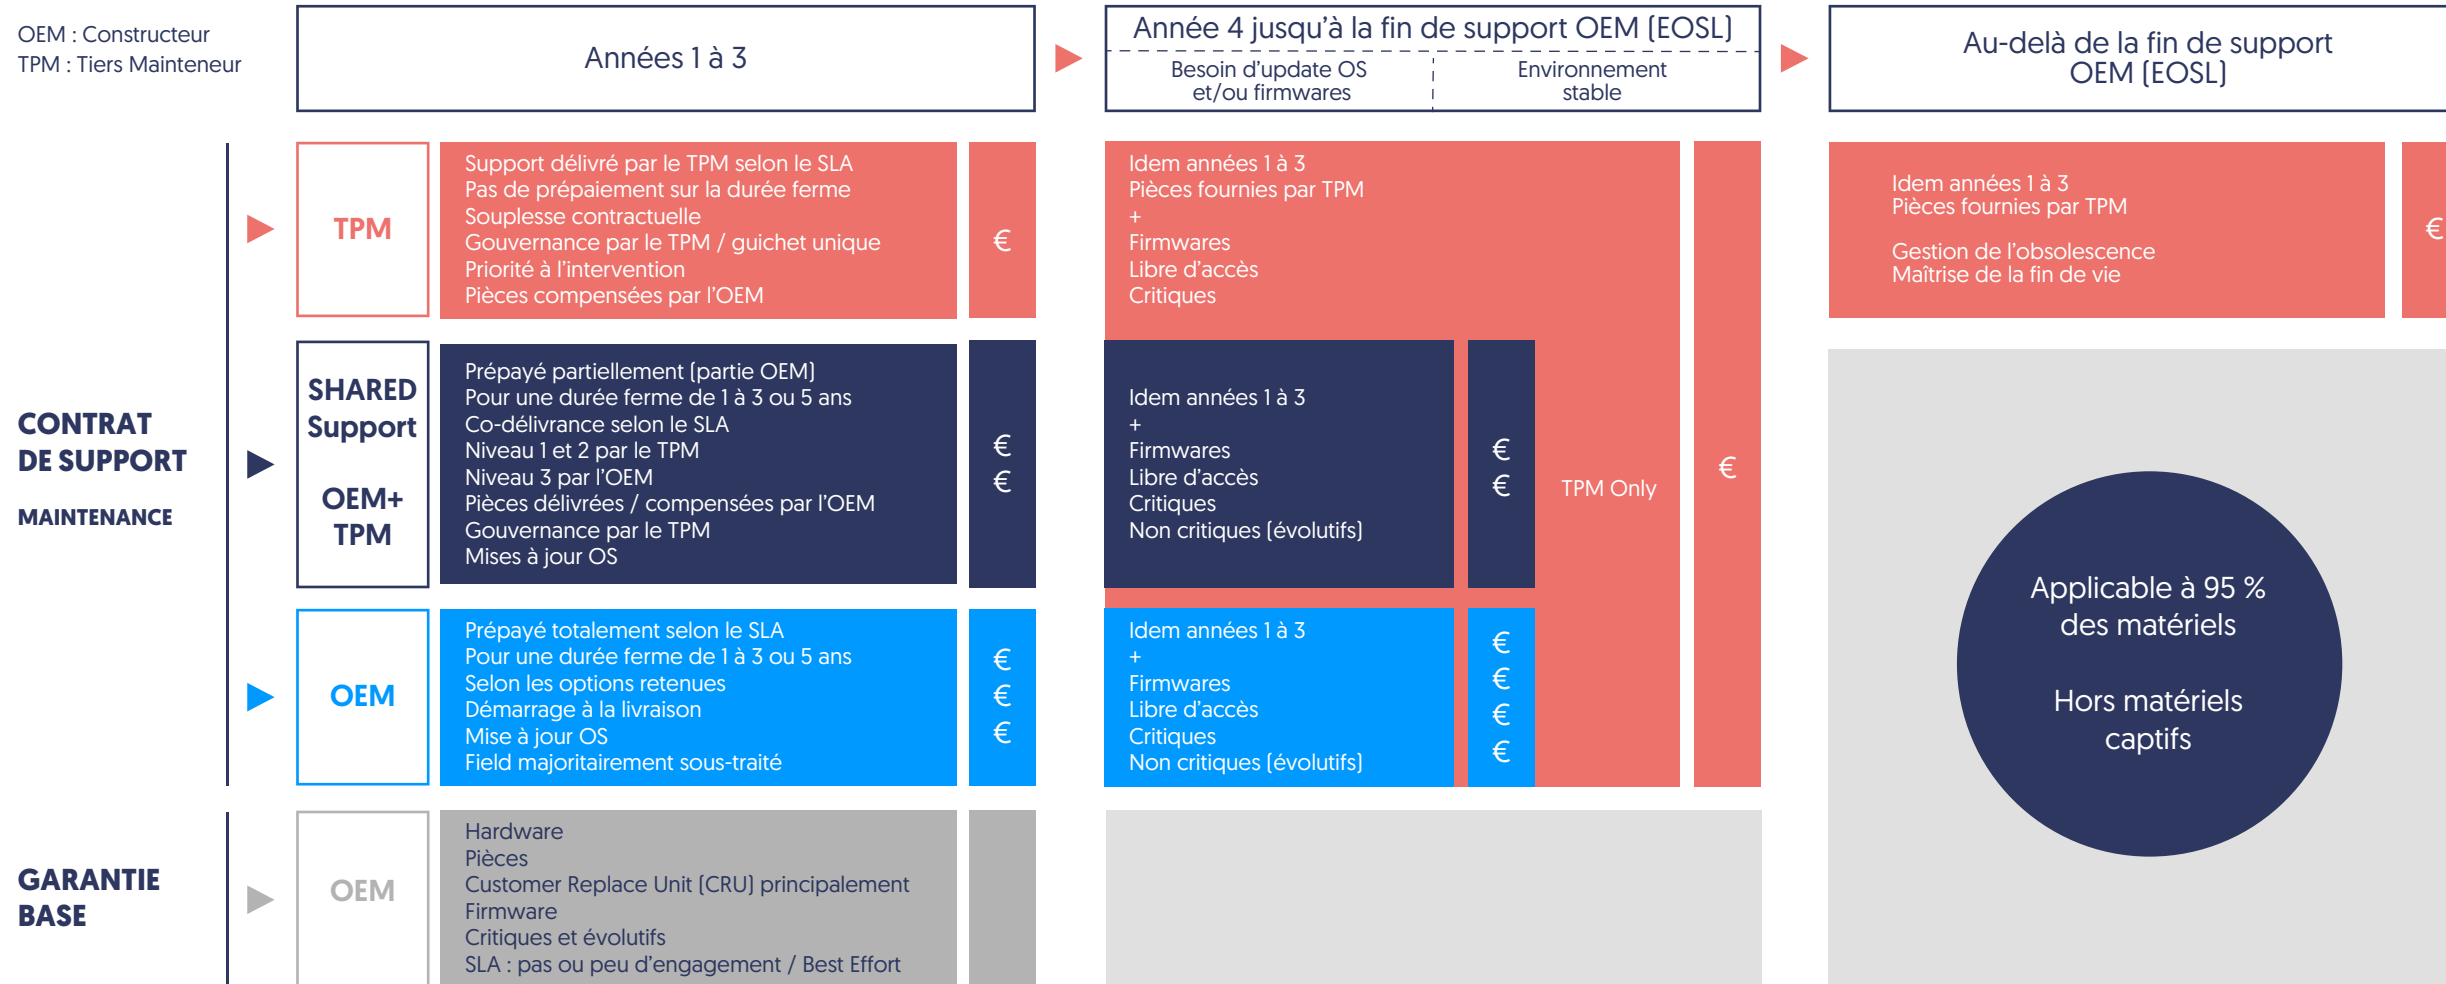 OEM : Constructeur
TPM : Tiers Mainteneur
Années 1 à 3
Année 4 jusqu’à la fin de support OEM (EOSL)
Besoin d’update OS
et/ou firmwares
Environnement
stable
Au-delà de la fin de support
OEM (EOSL)
CONTRAT
DE SUPPORT
MAINTENANCE
TPM
Support délivré par le TPM selon le SLA
Pas de prépaiement sur la durée ferme
Souplesse contractuelle
Gouvernance par le TPM / guichet unique
Priorité à l’intervention
Pièces compensées par l’OEM
€
Idem années 1 à 3
Pièces fournies par TPM
+
Firmwares
Libre d’accès
Critiques
TPM Only
€
Idem années 1 à 3
Pièces fournies par TPM
Gestion de l’obsolescence
Maîtrise de la fin de vie
€
SHARED
Support
OEM+
TPM
Prépayé partiellement (partie OEM)
Pour une durée ferme de 1 à 3 ou 5 ans
Co-délivrance selon le SLA
Niveau 1 et 2 par le TPM
Niveau 3 par l’OEM
Pièces délivrées / compensées par l’OEM
Gouvernance par le TPM
Mises à jour OS
€
€
Idem années 1 à 3
+
Firmwares
Libre d’accès
Critiques
Non critiques (évolutifs)
€
€
OEM
Prépayé totalement selon le SLA
Pour une durée ferme de 1 à 3 ou 5 ans
Selon les options retenues
Démarrage à la livraison
Mise à jour OS
Field majoritairement sous-traité
€
€
€
Idem années 1 à 3
+
Firmwares
Libre d’accès
Critiques
Non critiques (évolutifs)
€
€
€
€
Applicable à 95 %
des matériels
Hors matériels
captifs
GARANTIE
BASE
OEM
Hardware
Pièces
Customer Replace Unit (CRU) principalement
Firmware
Critiques et évolutifs
SLA : pas ou peu d’engagement / Best Effort